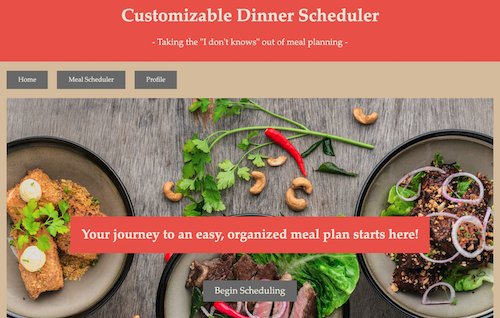 Customizable Dinner Scheduler
- Taking the "I don't knows" out of meal planning -
Home
Meal Scheduler
Profile
Your journey to an easy, organized meal plan starts here!
Begin Scheduling